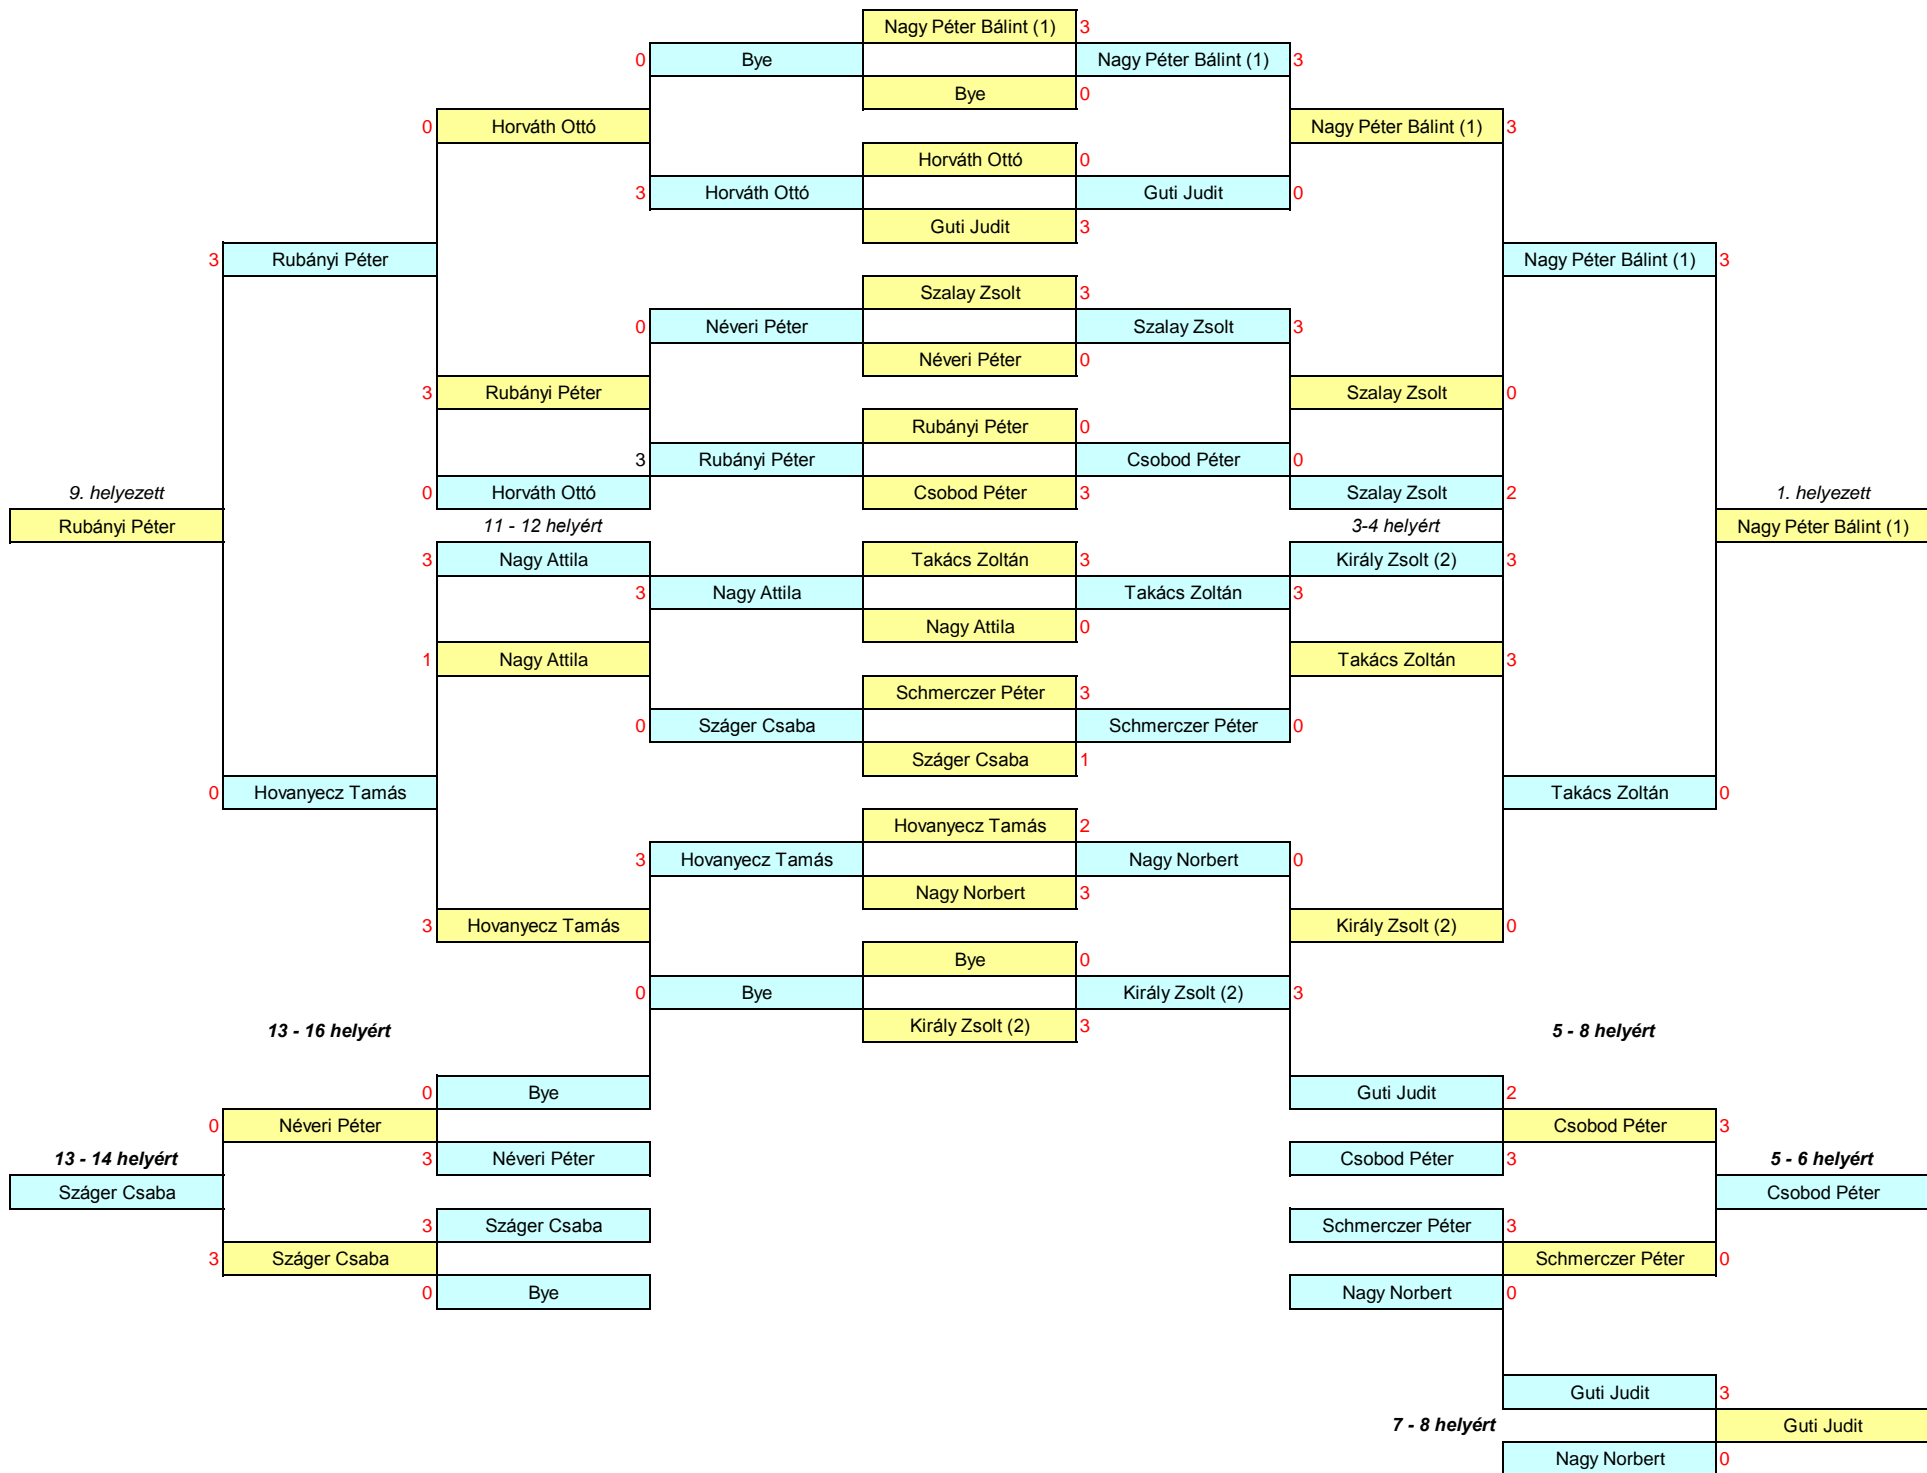 Nagy Péter Bálint (1) 3
0 Bye Nagy Péter Bálint (1) 3
Bye 0
0 Horváth Ottó Nagy Péter Bálint (1) 3
Horváth Ottó 0
3 Horváth Ottó Guti Judit 0
Guti Judit 3
3 Rubányi Péter Nagy Péter Bálint (1) 3
Szalay Zsolt 3
0 Néveri Péter Szalay Zsolt 3
Néveri Péter 0
3 Rubányi Péter Szalay Zsolt 0
Rubányi Péter 0
3 Rubányi Péter Csobod Péter 0
9. helyezett 0 Horváth Ottó Csobod Péter 3 Szalay Zsolt 2 1. helyezett
Rubányi Péter 11 - 12 helyért 3-4 helyért Nagy Péter Bálint (1)
3 Nagy Attila Takács Zoltán 3 Király Zsolt (2) 3
3 Nagy Attila Takács Zoltán 3
Nagy Attila 0
1 Nagy Attila Takács Zoltán 3
Schmerczer Péter 3
0 Száger Csaba Schmerczer Péter 0
Száger Csaba 1
0 Hovanyecz Tamás Takács Zoltán 0
Hovanyecz Tamás 2
3 Hovanyecz Tamás Nagy Norbert 0
Nagy Norbert 3
3 Hovanyecz Tamás Király Zsolt (2) 0
Bye 0
0 Bye Király Zsolt (2) 3
13 - 16 helyért Király Zsolt (2) 3 5 - 8 helyért
0 Bye Guti Judit 2
0 Néveri Péter Csobod Péter 3
13 - 14 helyért 3 Néveri Péter Csobod Péter 3 5 - 6 helyért
Száger Csaba Csobod Péter
3 Száger Csaba Schmerczer Péter 3
3 Száger Csaba Schmerczer Péter 0
0 Bye Nagy Norbert 0
Guti Judit 3
7 - 8 helyért Guti Judit
Nagy Norbert 0